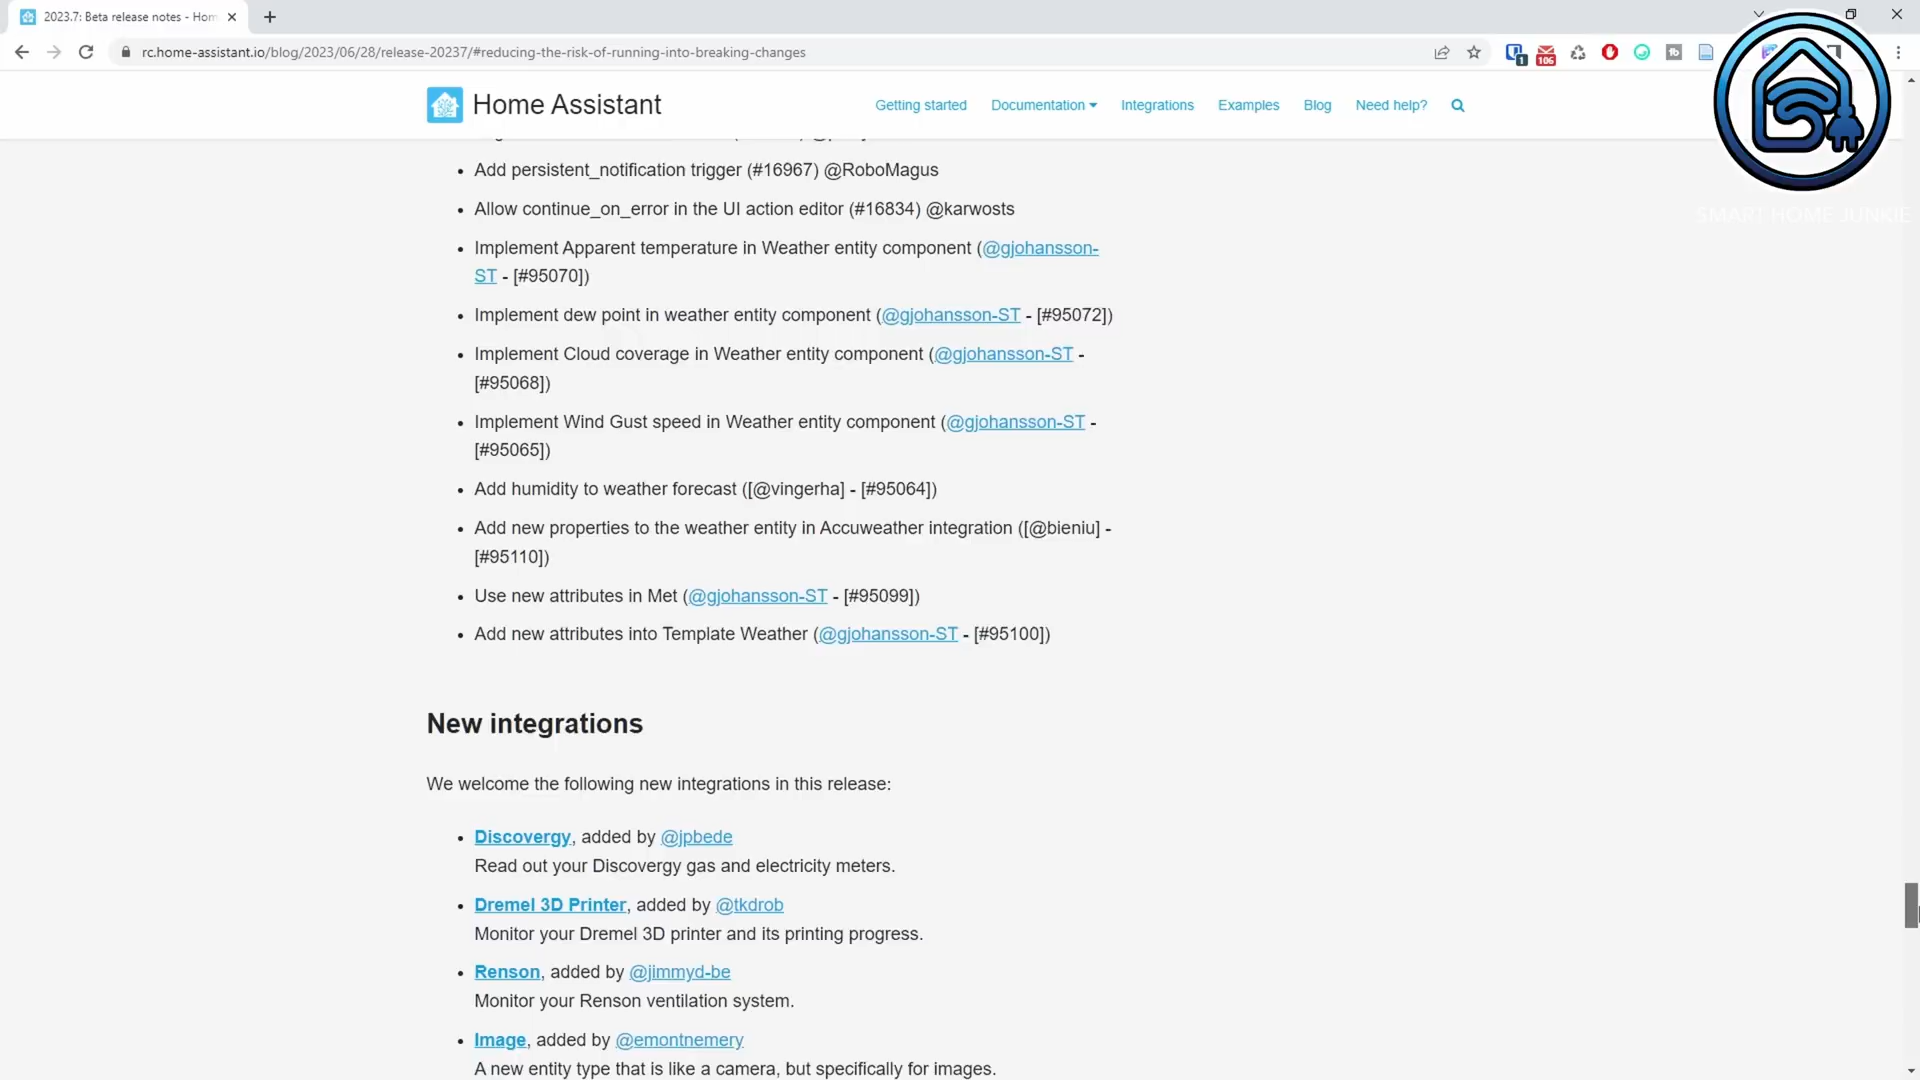 2023.7: Beta release notes - Hom
rc.home-assistant.io/blog/2023/06/28/release-20237/#reducing-the-risk-of-running-into-breaking-changes
1
106
Home Assistant
Getting started
Documentation
Integrations
Examples
Blog
Need help?
SMART HOME JUNKIE
• Add persistent_notification trigger (#16967) @RoboMagus
• Allow continue_on_error in the UI action editor (#16834) @karwosts
• Implement Apparent temperature in Weather entity component (@gjohansson-
ST - [#95070])
• Implement dew point in weather entity component (@gjohansson-ST - [#95072])
• Implement Cloud coverage in Weather entity component (@gjohansson-ST -
[#95068])
• Implement Wind Gust speed in Weather entity component (@gjohansson-ST -
[#95065])
• Add humidity to weather forecast ([@vingerha] - [#95064])
• Add new properties to the weather entity in Accuweather integration ([@bieniu] -
[#95110])
• Use new attributes in Met (@gjohansson-ST - [#95099])
• Add new attributes into Template Weather (@gjohansson-ST - [#95100])
New integrations
We welcome the following new integrations in this release:
• Discovergy, added by @jpbede
Read out your Discovergy gas and electricity meters.
• Dremel 3D Printer, added by @tkdrob
Monitor your Dremel 3D printer and its printing progress.
• Renson, added by @jimmyd-be
Monitor your Renson ventilation system.
• Image, added by @emontnemery
A new entity type that is like a camera, but specifically for images.